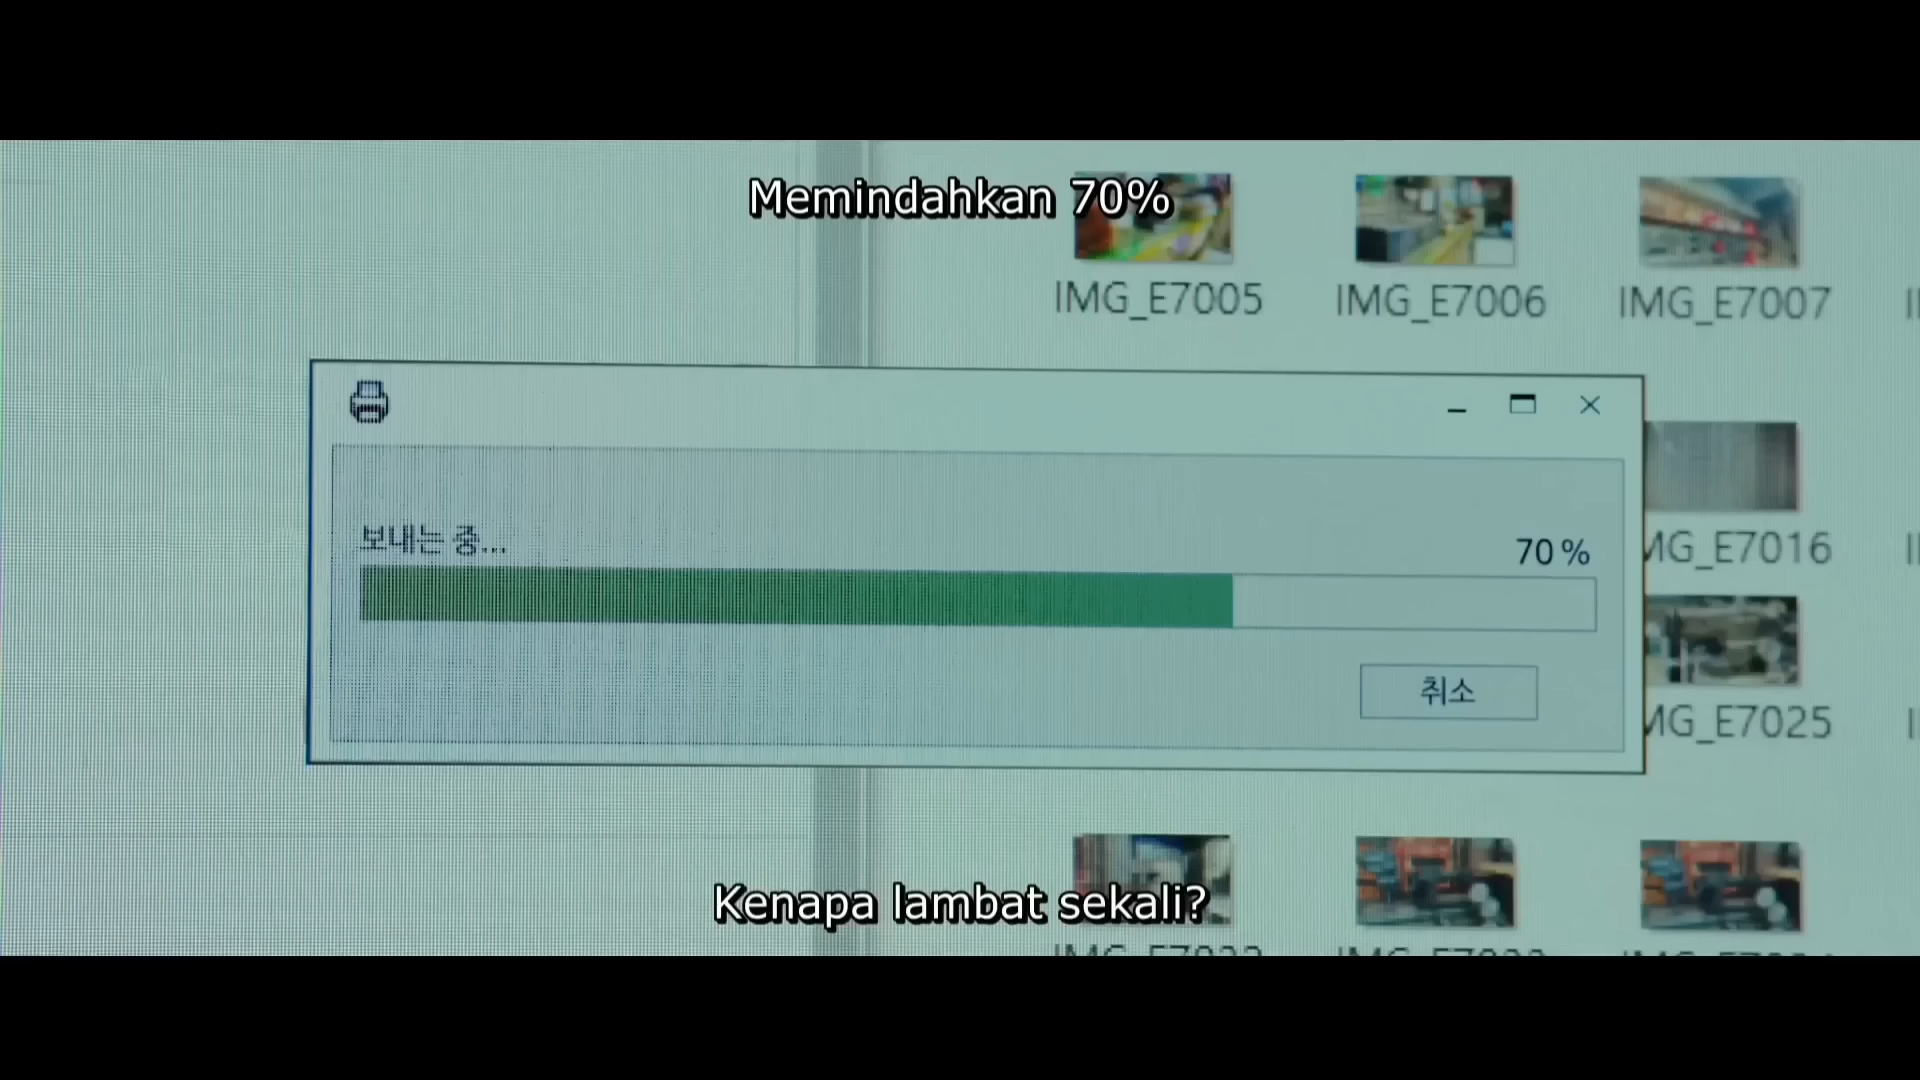 Memindahkan 70%
IMG_E7005
IMG_E7006
IMG_E7007
보내는 중...
70%
MG_E7016
취소
MG_E7025
Kenapa lambat sekali?